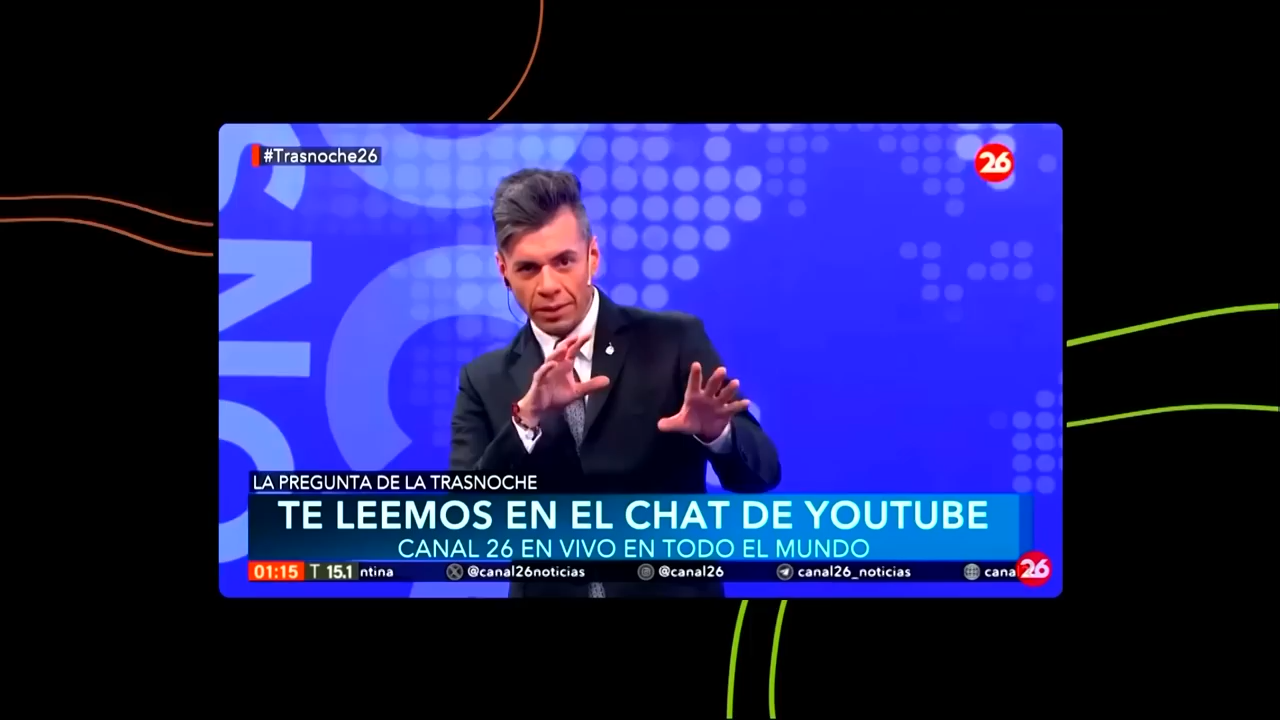 #Trasnoche26
26
LA PREGUNTA DE LA TRASNOCHE
TE LEEMOS EN EL CHAT DE YOUTUBE
CANAL 26 EN VIVO EN TODO EL MUNDO
01:15 T 15.1 ntina @canal26noticias @canal26 canal26_noticias cana 26